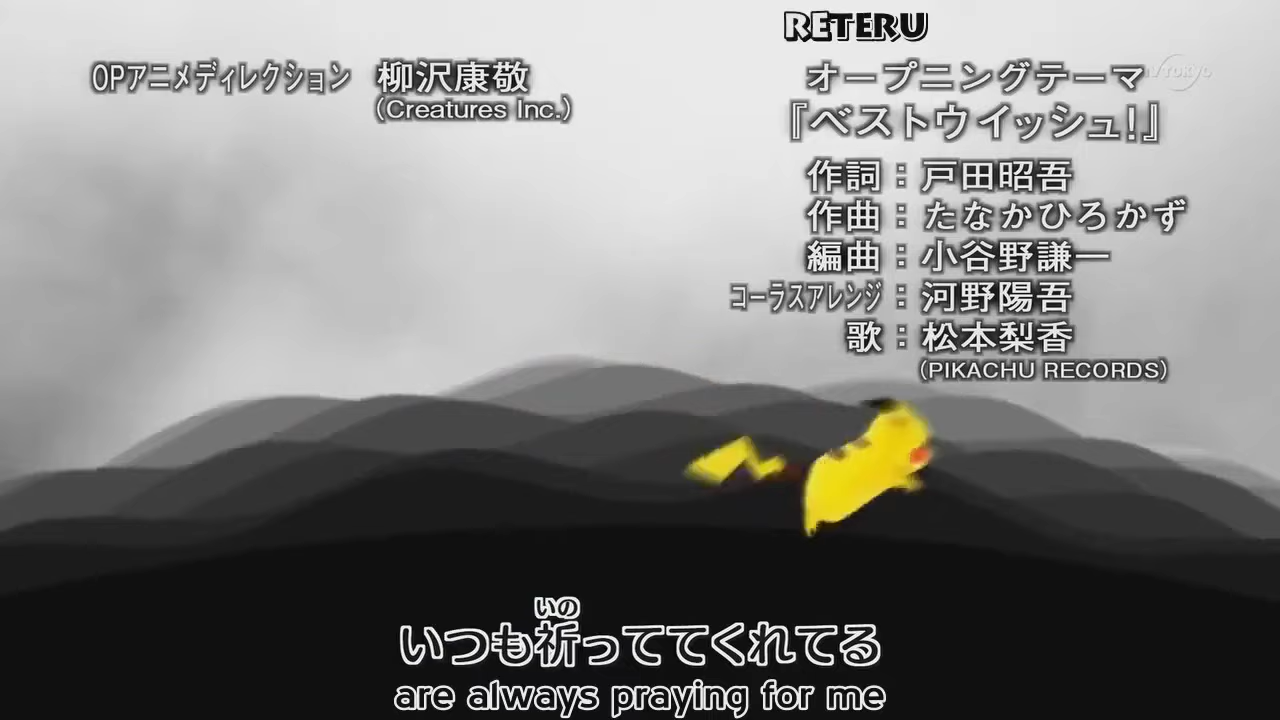 RETERU
OPアニメディレクション 柳沢康敬
(Creatures Inc.)
オープニングテーマ
TV TOKYO
『ベストウイッシュ!』
作詞:戸田昭吾
作曲:たなかひろかず
編曲:小谷野謙一
コーラスアレンジ:河野陽吾
歌:松本梨香
(PIKACHU RECORDS)
いの
いつも祈っててくれてる
are always praying for me